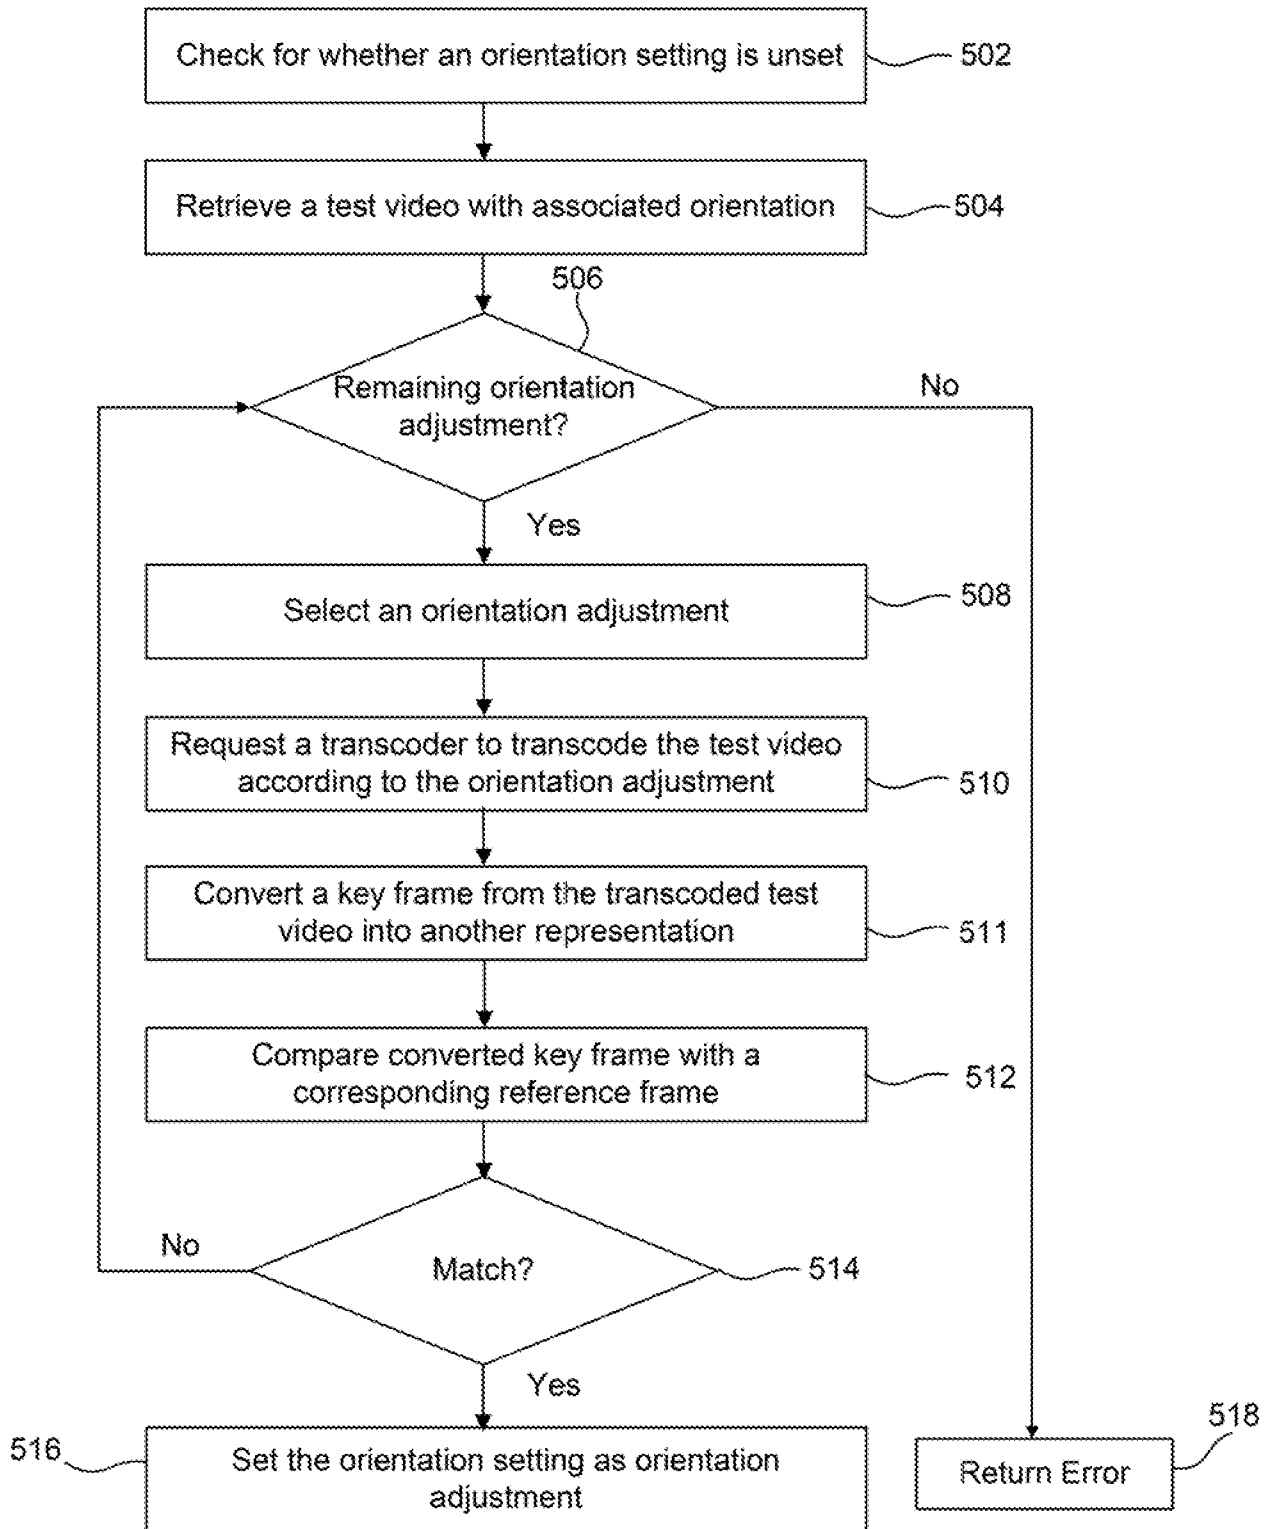 Check for whether an orientation setting is unset
502
Retrieve a test video with associated orientation
504
506
Remaining orientation
adjustment?
No
Yes
Select an orientation adjustment
508
Request a transcoder to transcode the test video
according to the orientation adjustment
510
Convert a key frame from the transcoded test
video into another representation
511
Compare converted key frame with a
corresponding reference frame
512
No
Match?
514
Yes
516
Set the orientation setting as orientation
adjustment
518
Return Error